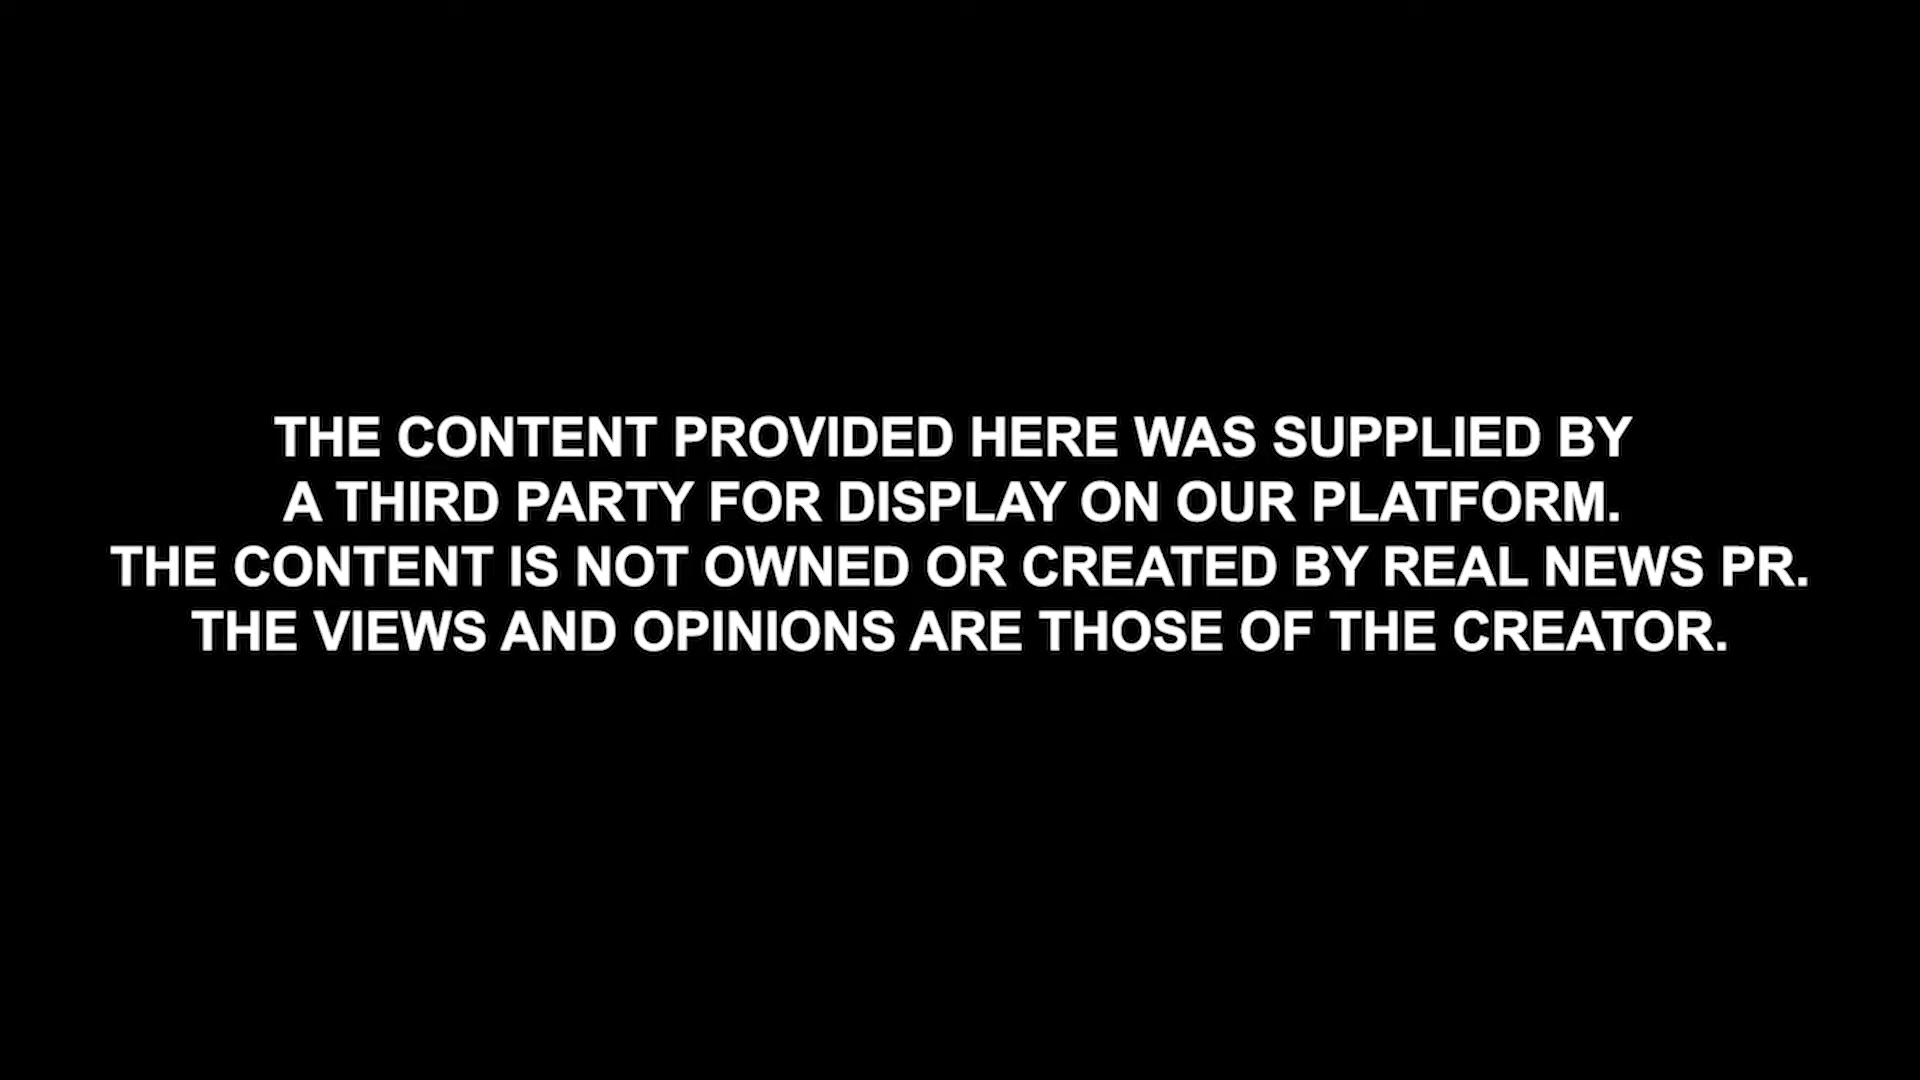 THE CONTENT PROVIDED HERE WAS SUPPLIED BY
A THIRD PARTY FOR DISPLAY ON OUR PLATFORM.
THE CONTENT IS NOT OWNED OR CREATED BY REAL NEWS PR.
THE VIEWS AND OPINIONS ARE THOSE OF THE CREATOR.